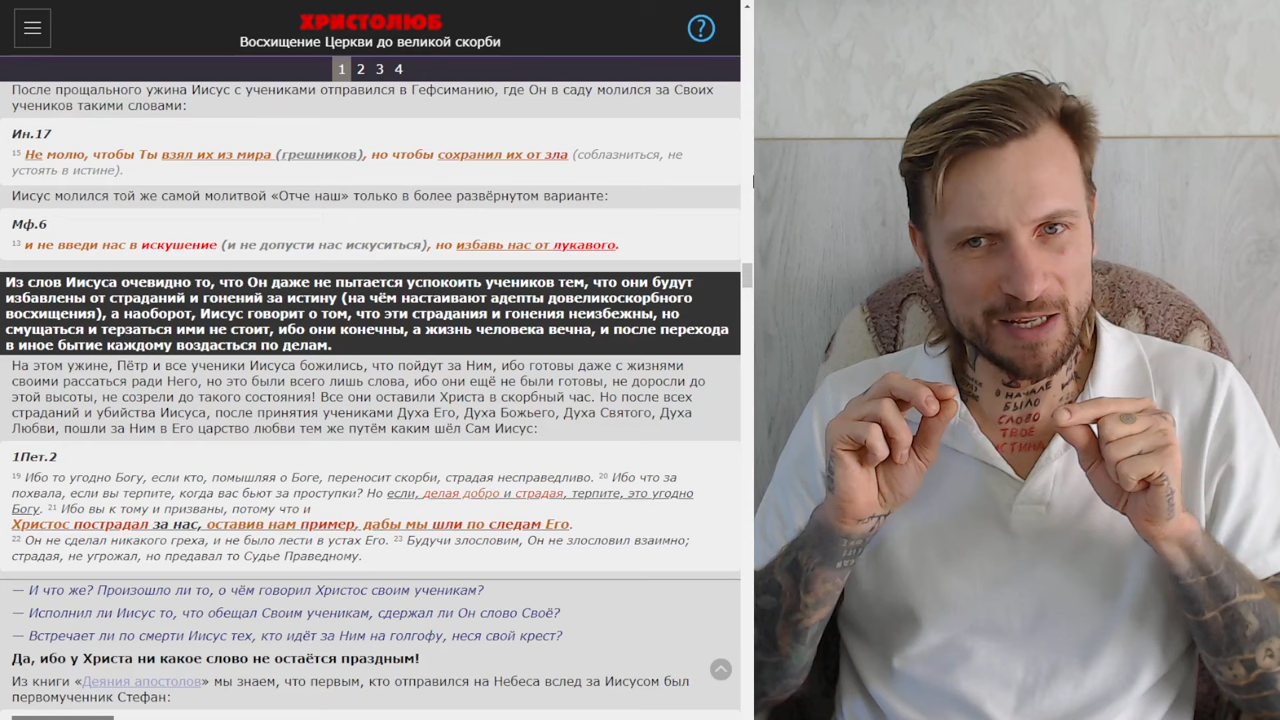 ХРИСТОЛЮБ
Восхищение Церкви до великой скорби
?
1 2 3 4
После прощального ужина Иисус с учениками отправился в Гефсиманию, где Он в саду молился за Своих
учеников такими словами:
Ин.17
15 Не молю, чтобы Ты взял их из мира (грешников), но чтобы сохранил их от зла (соблазниться, не
устоять в истине).
Иисус молился той же самой молитвой «Отче наш» только в более развёрнутом варианте:
Мф.6
13 и не введи нас в искушение (и не допусти нас искуситься), но избавь нас от лукавого.
Из слов Иисуса очевидно то, что Он даже не пытается успокоить учеников тем, что они будут
избавлены от страданий и гонений за истину (на чём настаивают адепты довеликоскорбного
восхищения), а наоборот, Иисус говорит о том, что эти страдания и гонения неизбежны, но
смущаться и терзаться ими не стоит, ибо они конечны, а жизнь человека вечна, и после перехода
в иное бытие каждому воздасться по делам.
На этом ужине, Пётр и все ученики Иисуса божились, что пойдут за Ним, ибо готовы даже с жизнями
своими рассаться ради Него, но это были всего лишь слова, ибо они ещё не были готовы, не доросли до
этой высоты, не созрели до такого состояния! Все они оставили Христа в скорбный час. Но после всех
страданий и убийства Иисуса, после принятия учениками Духа Его, Духа Божьего, Духа Святого, Духа
Любви, пошли за Ним в Его царство любви тем же путём каким шёл Сам Иисус:
1Пет.2
19 Ибо то угодно Богу, если кто, помышляя о Боге, переносит скорби, страдая несправедливо. 20 Ибо что за
похвала, если вы терпите, когда вас бьют за проступки? Но если, делая добро и страдая, терпите, это угодно
Богу. 21 Ибо вы к тому и призваны, потому что и
Христос пострадал за нас, оставив нам пример, дабы мы шли по следам Его.
22 Он не сделал никакого греха, и не было лести в устах Его. 23 Будучи злословим, Он не злословил взаимно;
страдая, не угрожал, но предавал то Судье Праведному.
— И что же? Произошло ли то, о чём говорил Христос своим ученикам?
— Исполнил ли Иисус то, что обещал Своим ученикам, сдержал ли Он слово Своё?
— Встречает ли по смерти Иисус тех, кто идёт за Ним на голгофу, неся свой крест?
Да, ибо у Христа ни какое слово не остаётся праздным!
Из книги «Деяния апостолов» мы знаем, что первым, кто отправился на Небеса вслед за Иисусом был
первомученник Стефан:
НАЧАЛЕ
БЫЛО
СЛОВО
ТВОЕ
ИСТИНА